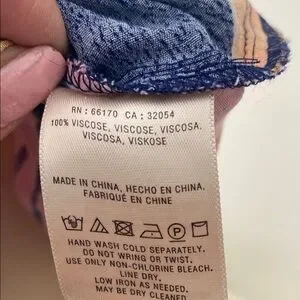 RN : 66170 CA : 32054
100% VISCOSE, VISCOSE, VISCOSA.
VISCOSA, VISKOSE
MADE IN CHINA, HECHO EN CHINA.
FABRIQUÉ EN CHINE
HAND WASH COLD SEPARATELY.
DO NOT WRING OR TWIST.
USE ONLY NON-CHLORINE BLEACH.
LINE DRY.
LOW IRON AS NEEDED.
MAY BE DRY CLEANED